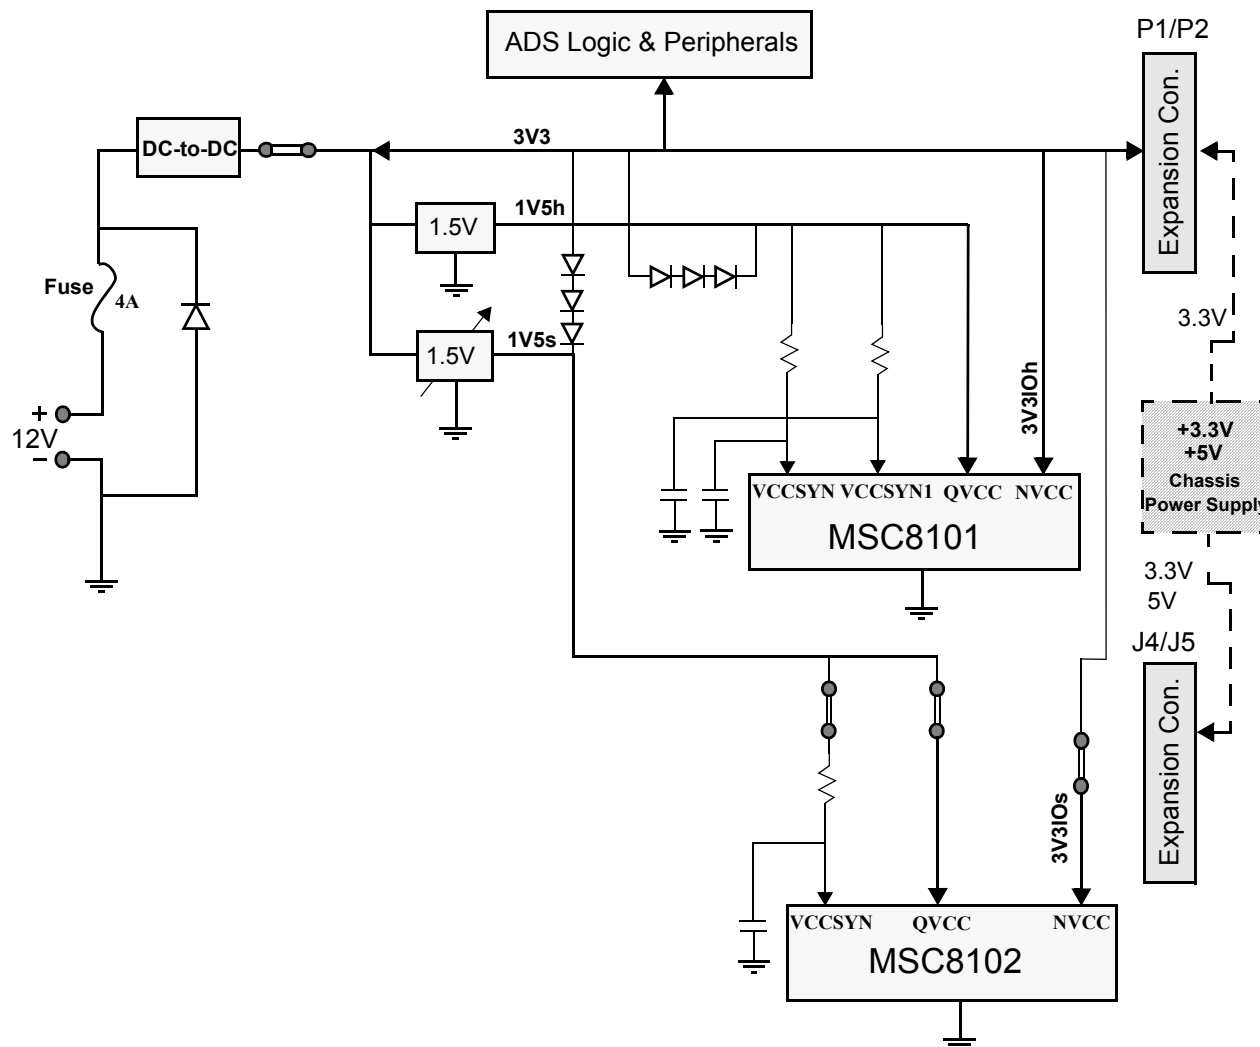 ADS Logic & Peripherals
P1/P2
Expansion Con.
DC-to-DC
3V3
1V5h
1.5V
Fuse
4A
3.3V
1V5s
1.5V
3V3IOh
+
12V
−
+3.3V
+5V
Chassis
Power Supply
VCCSYN VCCSYN1 QVCC NVCC
MSC8101
3.3V
5V
J4/J5
Expansion Con.
3V3IOs
VCCSYN QVCC NVCC
MSC8102